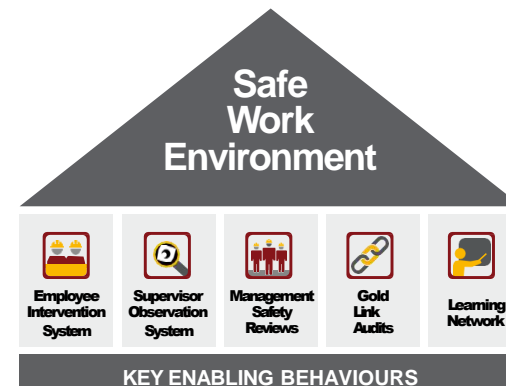 Safe
Work
Environment
Employee
Intervention
System
Supervisor
Observation
System
Management
Safety
Reviews
Gold
Link
Audits
Learning
Network
KEY ENABLING BEHAVIOURS